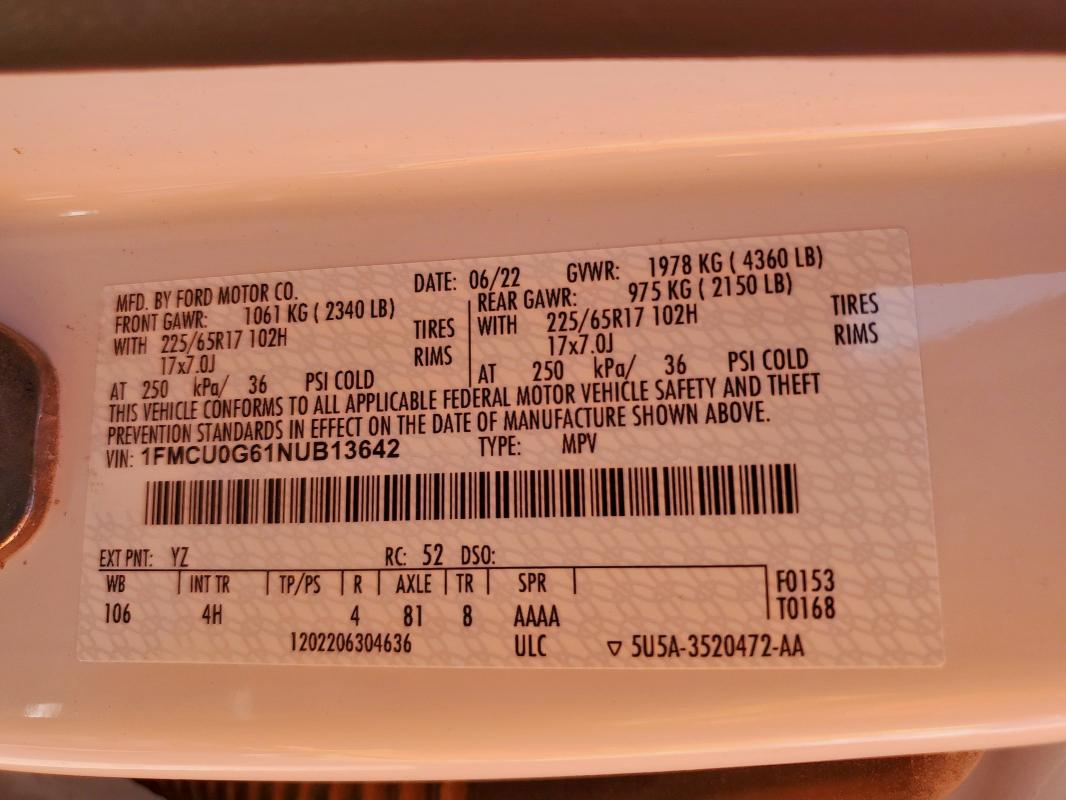 MFD. BY FORD MOTOR CO. DATE: 06/22 GVWR: 1978 KG ( 4360 LB)
FRONT GAWR: 1061 KG ( 2340 LB) REAR GAWR: 975 KG ( 2150 LB)
WITH 225/65R17 102H TIRES WITH 225/65R17 102H TIRES
17x7.0J RIMS 17x7.0J RIMS
AT 250 kPa/ 36 PSI COLD AT 250 kPa/ 36 PSI COLD
THIS VEHICLE CONFORMS TO ALL APPLICABLE FEDERAL MOTOR VEHICLE SAFETY AND THEFT
PREVENTION STANDARDS IN EFFECT ON THE DATE OF MANUFACTURE SHOWN ABOVE.
VIN: 1FMCU0G61NUB13642 TYPE: MPV
EXT PNT: YZ RC: 52 DSO:
WB INT TR TP/PS R AXLE TR SPR F0153
106 4H 4 81 8 AAAA T0168
1202206304636 ULC ▽ 5U5A-3520472-AA